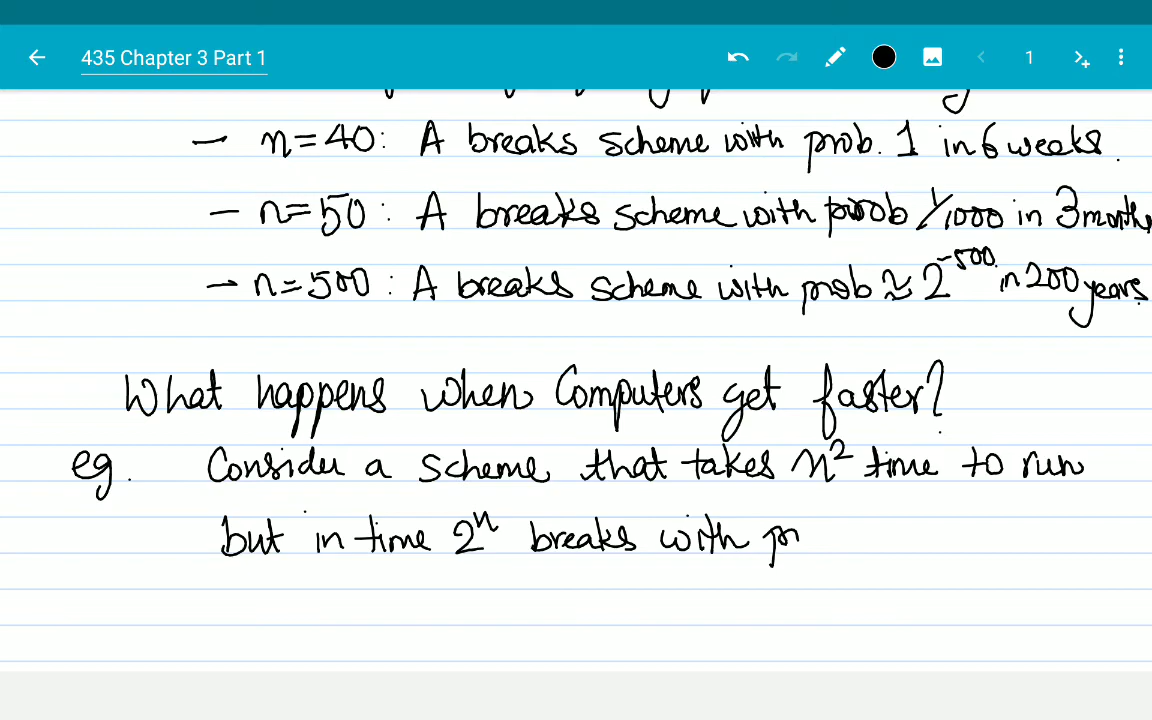 435 Chapter 3 Part 1
1
- n=40: A breaks scheme with prob. 1 in 6 weeks.
- n=50: A breaks scheme with prob 1/1000 in 3 months
- n=500: A breaks scheme with prob ≈ 2^-500 in 200 years.
What happens when Computers get faster?
eg. Consider a scheme that takes n² time to run
but in time 2^n breaks with pr